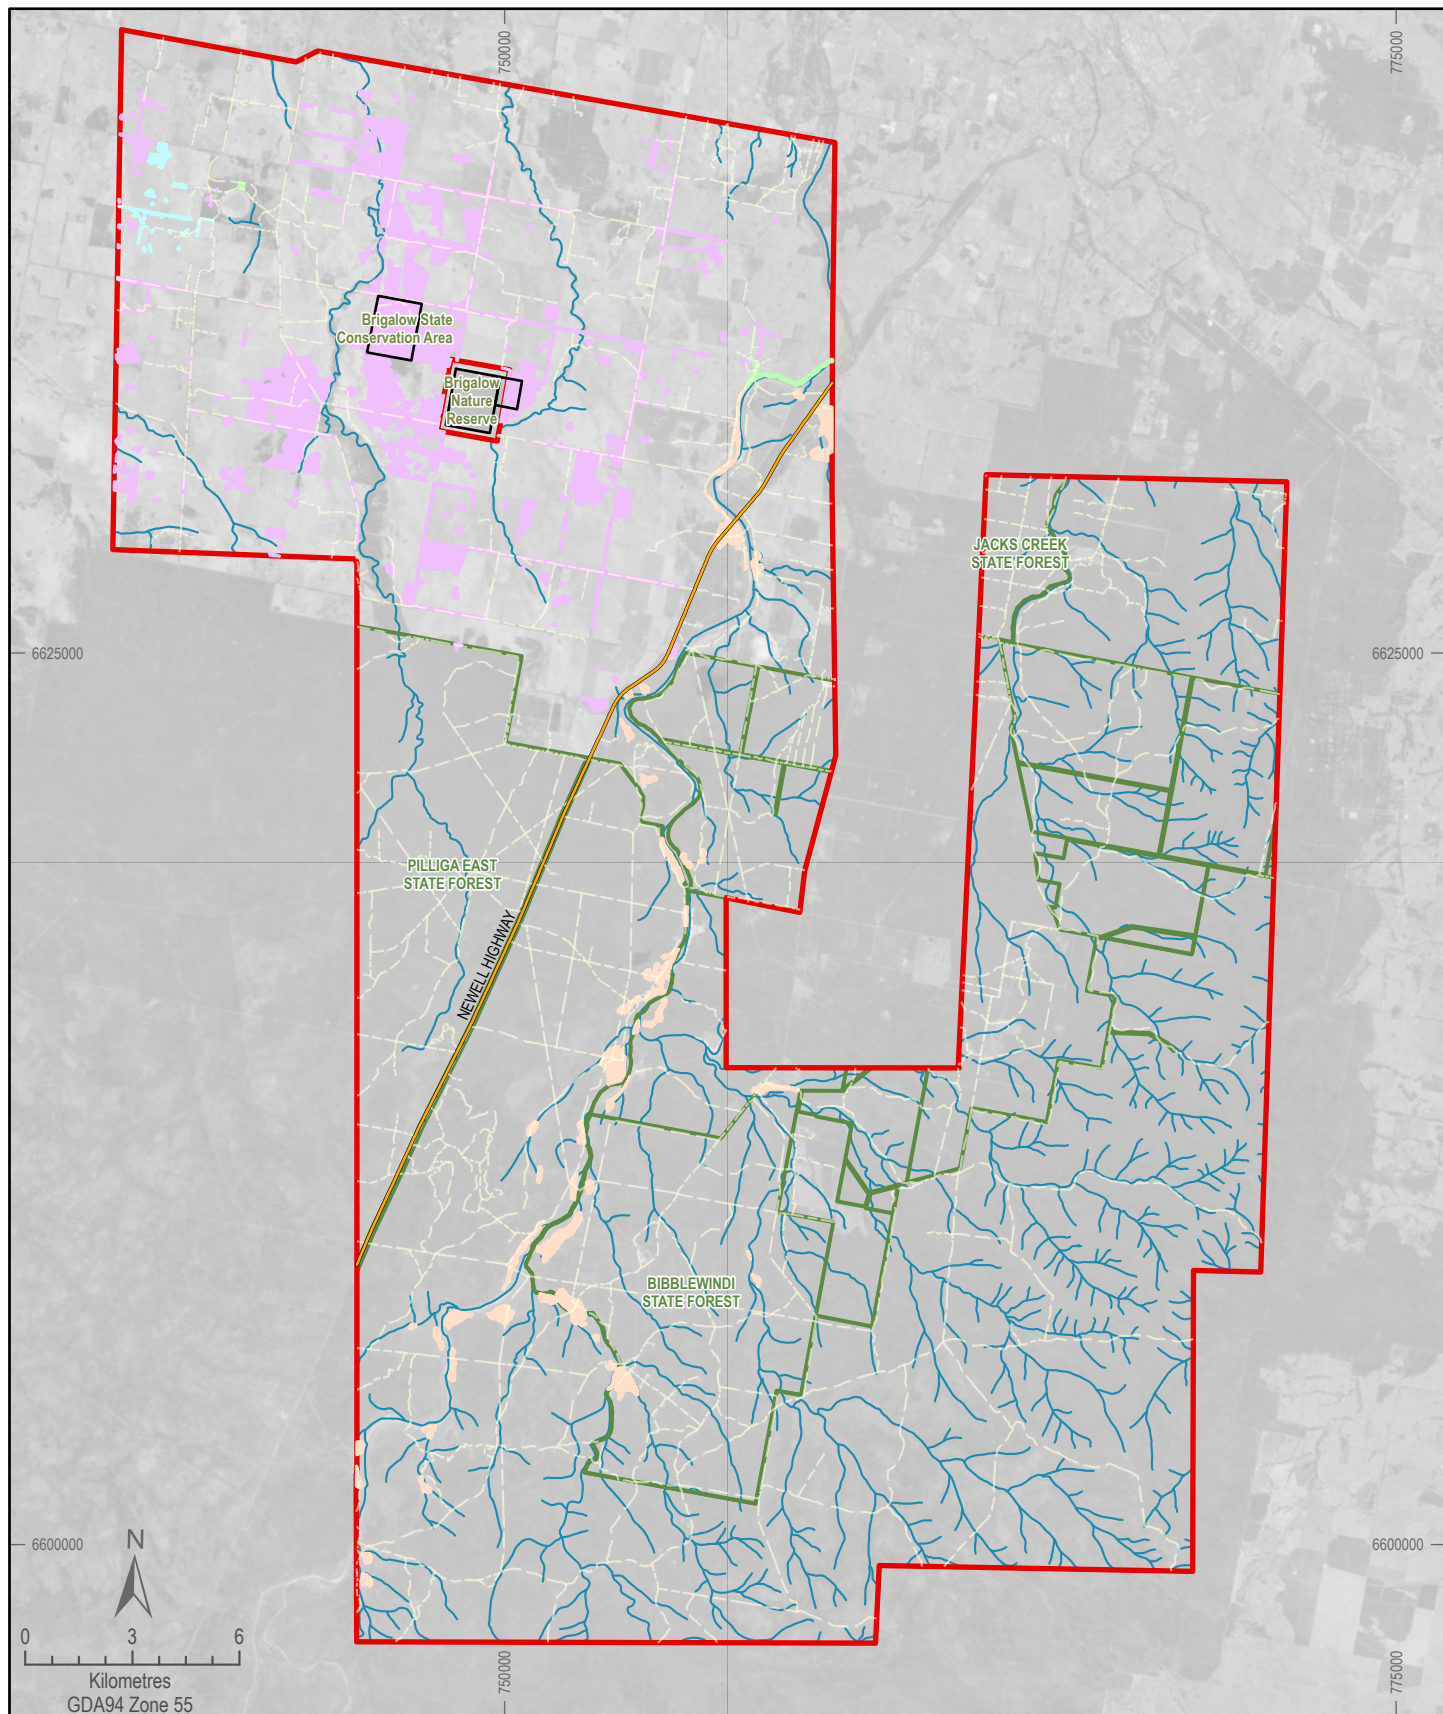 750000
775000
Brigalow State
Conservation Area
Brigalow
Nature
Reserve
JACKS CREEK
STATE FOREST
6625000
6625000
PILLIGA EAST
STATE FOREST
NEWELL HIGHWAY
BIBBLEWINDI
STATE FOREST
N
6600000
6600000
0 3 6
Kilometres
GDA94 Zone 55
750000
775000